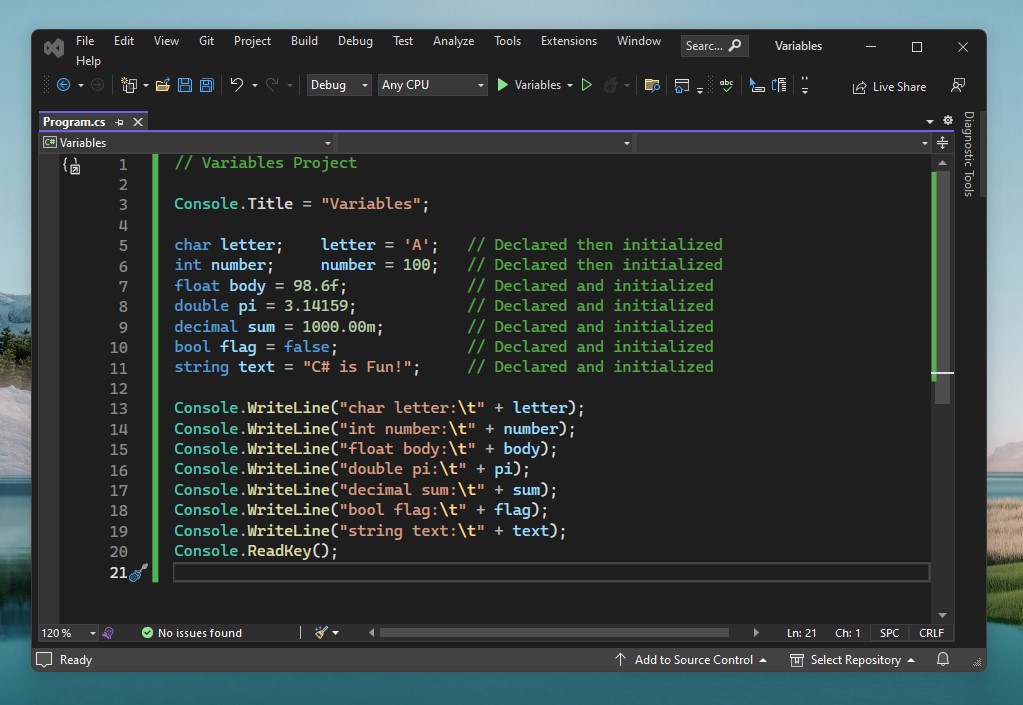 File Edit View Git Project Build Debug Test Analyze Tools Extensions Window Searc... Variables
Help
Debug Any CPU Variables abc Live Share
Program.cs
C# Variables
Diagnostic Tools
1 // Variables Project
2
3 Console.Title = "Variables";
4
5 char letter;    letter = 'A';   // Declared then initialized
6 int number;     number = 100;   // Declared then initialized
7 float body = 98.6f;             // Declared and initialized
8 double pi = 3.14159;            // Declared and initialized
9 decimal sum = 1000.00m;         // Declared and initialized
10 bool flag = false;              // Declared and initialized
11 string text = "C# is Fun!";     // Declared and initialized
12
13 Console.WriteLine("char letter:\t" + letter);
14 Console.WriteLine("int number:\t" + number);
15 Console.WriteLine("float body:\t" + body);
16 Console.WriteLine("double pi:\t" + pi);
17 Console.WriteLine("decimal sum:\t" + sum);
18 Console.WriteLine("bool flag:\t" + flag);
19 Console.WriteLine("string text:\t" + text);
20 Console.ReadKey();
21
120 % No issues found Ln: 21 Ch: 1 SPC CRLF
Ready Add to Source Control Select Repository